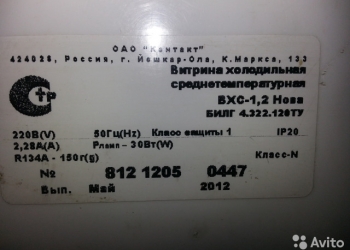 ОАО "Контакт"
424026, Россия, г. Йошкар-Ола, К.Маркса, 133
Витрина холодильная
среднетемпературная
ВХС-1,2 Нова
БИЛГ 4.322.120ТУ
Стр
220В(V) 50Гц(Hz) Класс защиты 1 IP20
2,28А(A) Рламп-30Вт(W)
R134A-150г(g) Класс-N
№ 812 1205 0447
Вып. Май 2012
Avito